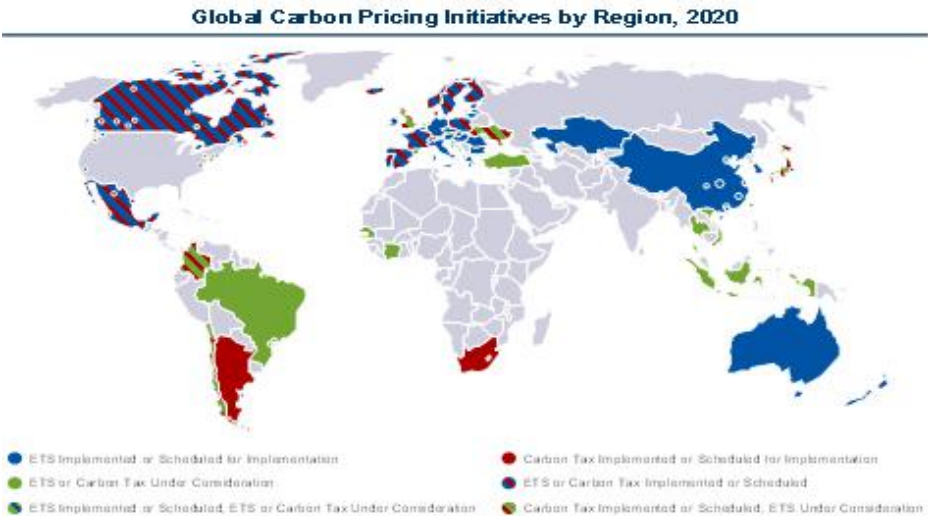 Global Carbon Pricing Initiatives by Region, 2020
ETS Implemented or Scheduled for Implementation
Carbon Tax Implemented or Scheduled for Implementation
ETS or Carbon Tax Under Consideration
ETS or Carbon Tax Implemented or Scheduled
ETS Implemented or Scheduled, ETS or Carbon Tax Under Consideration
Carbon Tax Implemented or Scheduled, ETS Under Consideration